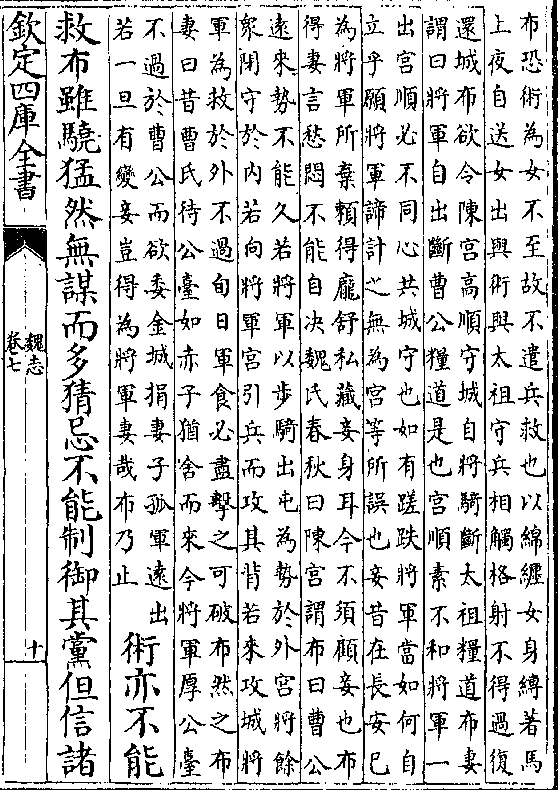 布恐術為女不至故不遣兵救也以綿纏女身縛著馬
上夜自送女出與術與太祖守兵相觸格射不得過復
還城布欲令陳宮高順守城自將騎斷太祖糧道布妻
謂曰將軍自出斷曹公糧道是也宮順素不和將軍一
出宮順必不同心共城守也如有蹉跌將軍當如何自
立乎願將軍諦計之無為宮等所誤也妾昔在長安已
為將軍所棄賴得龐舒私藏妾身耳今不須顧妾也布
得妻言愁悶不能自決魏氏春秋曰陳宮謂布曰曹公
遠來勢不能久若將軍以步騎出屯為勢於外宮將餘
衆閉守於内若向將軍宮引兵而攻其背若來攻城將
軍為救於外不過旬日軍食必盡擊之可破布然之布
妻曰昔曹氏待公臺如赤子猶舍而來今將軍厚公臺
不過於曹公而欲委金城捐妻子孤軍遠出
若一旦有變妾豈得為將軍妻哉布乃止
術亦不能
救布雖驍猛然無謀而多猜忌不能制御其黨但信諸
欽定四庫全書
魏志
卷七
十